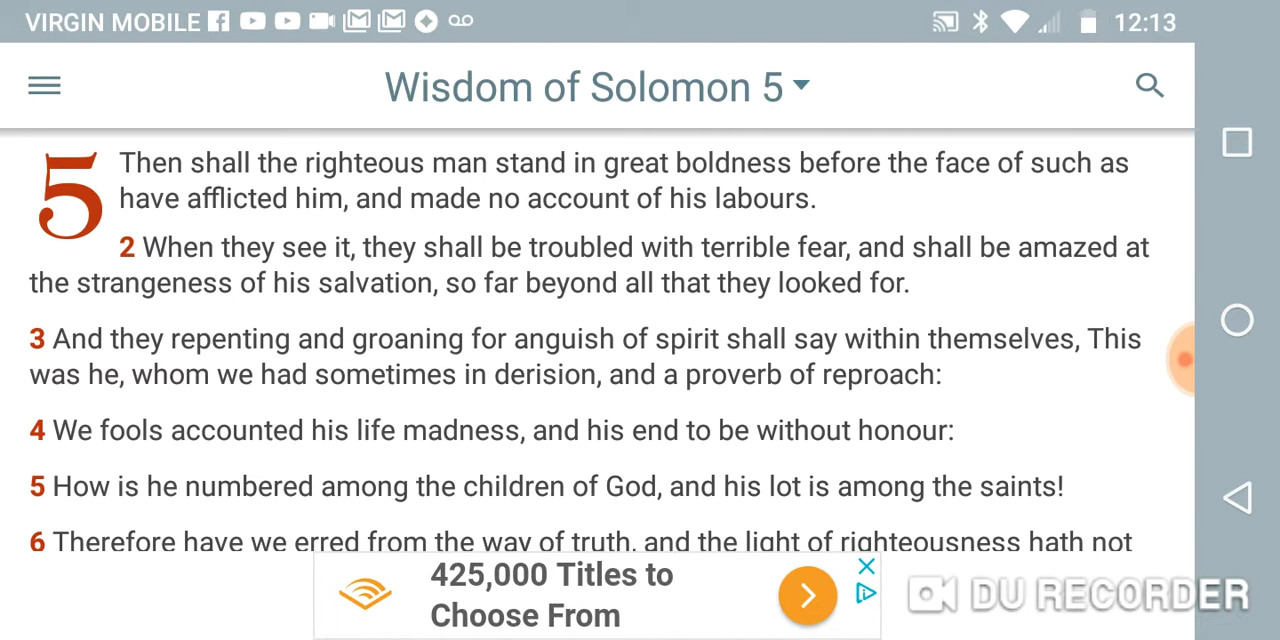 VIRGIN MOBILE 12:13
Wisdom of Solomon 5
5 Then shall the righteous man stand in great boldness before the face of such as
have afflicted him, and made no account of his labours.
2 When they see it, they shall be troubled with terrible fear, and shall be amazed at
the strangeness of his salvation, so far beyond all that they looked for.
3 And they repenting and groaning for anguish of spirit shall say within themselves, This
was he, whom we had sometimes in derision, and a proverb of reproach:
4 We fools accounted his life madness, and his end to be without honour:
5 How is he numbered among the children of God, and his lot is among the saints!
6 Therefore have we erred from the way of truth, and the light of righteousness hath not
425,000 Titles to
Choose From
DU RECORDER